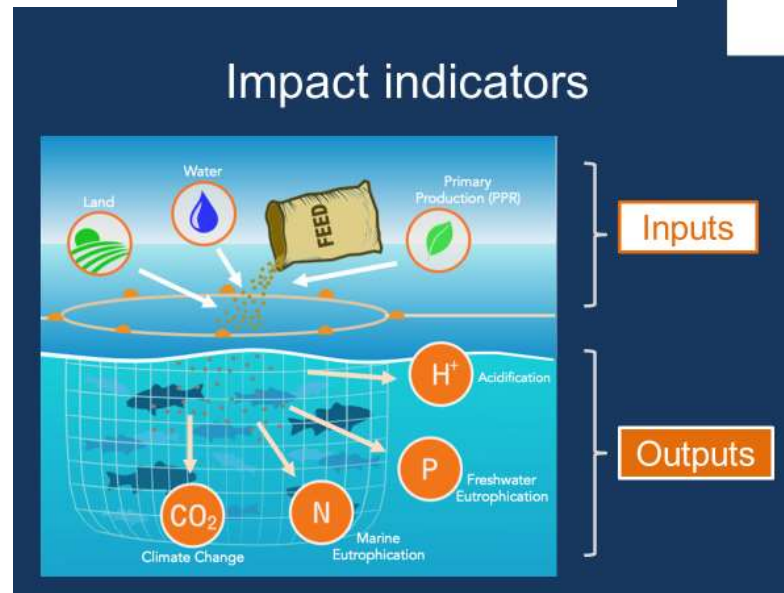 Impact indicators
Water
Land
Primary
Production (PPR)
FEED
Inputs
H+
Acidification
P
Freshwater
Eutrophication
Outputs
CO₂
Climate Change
N
Marine
Eutrophication